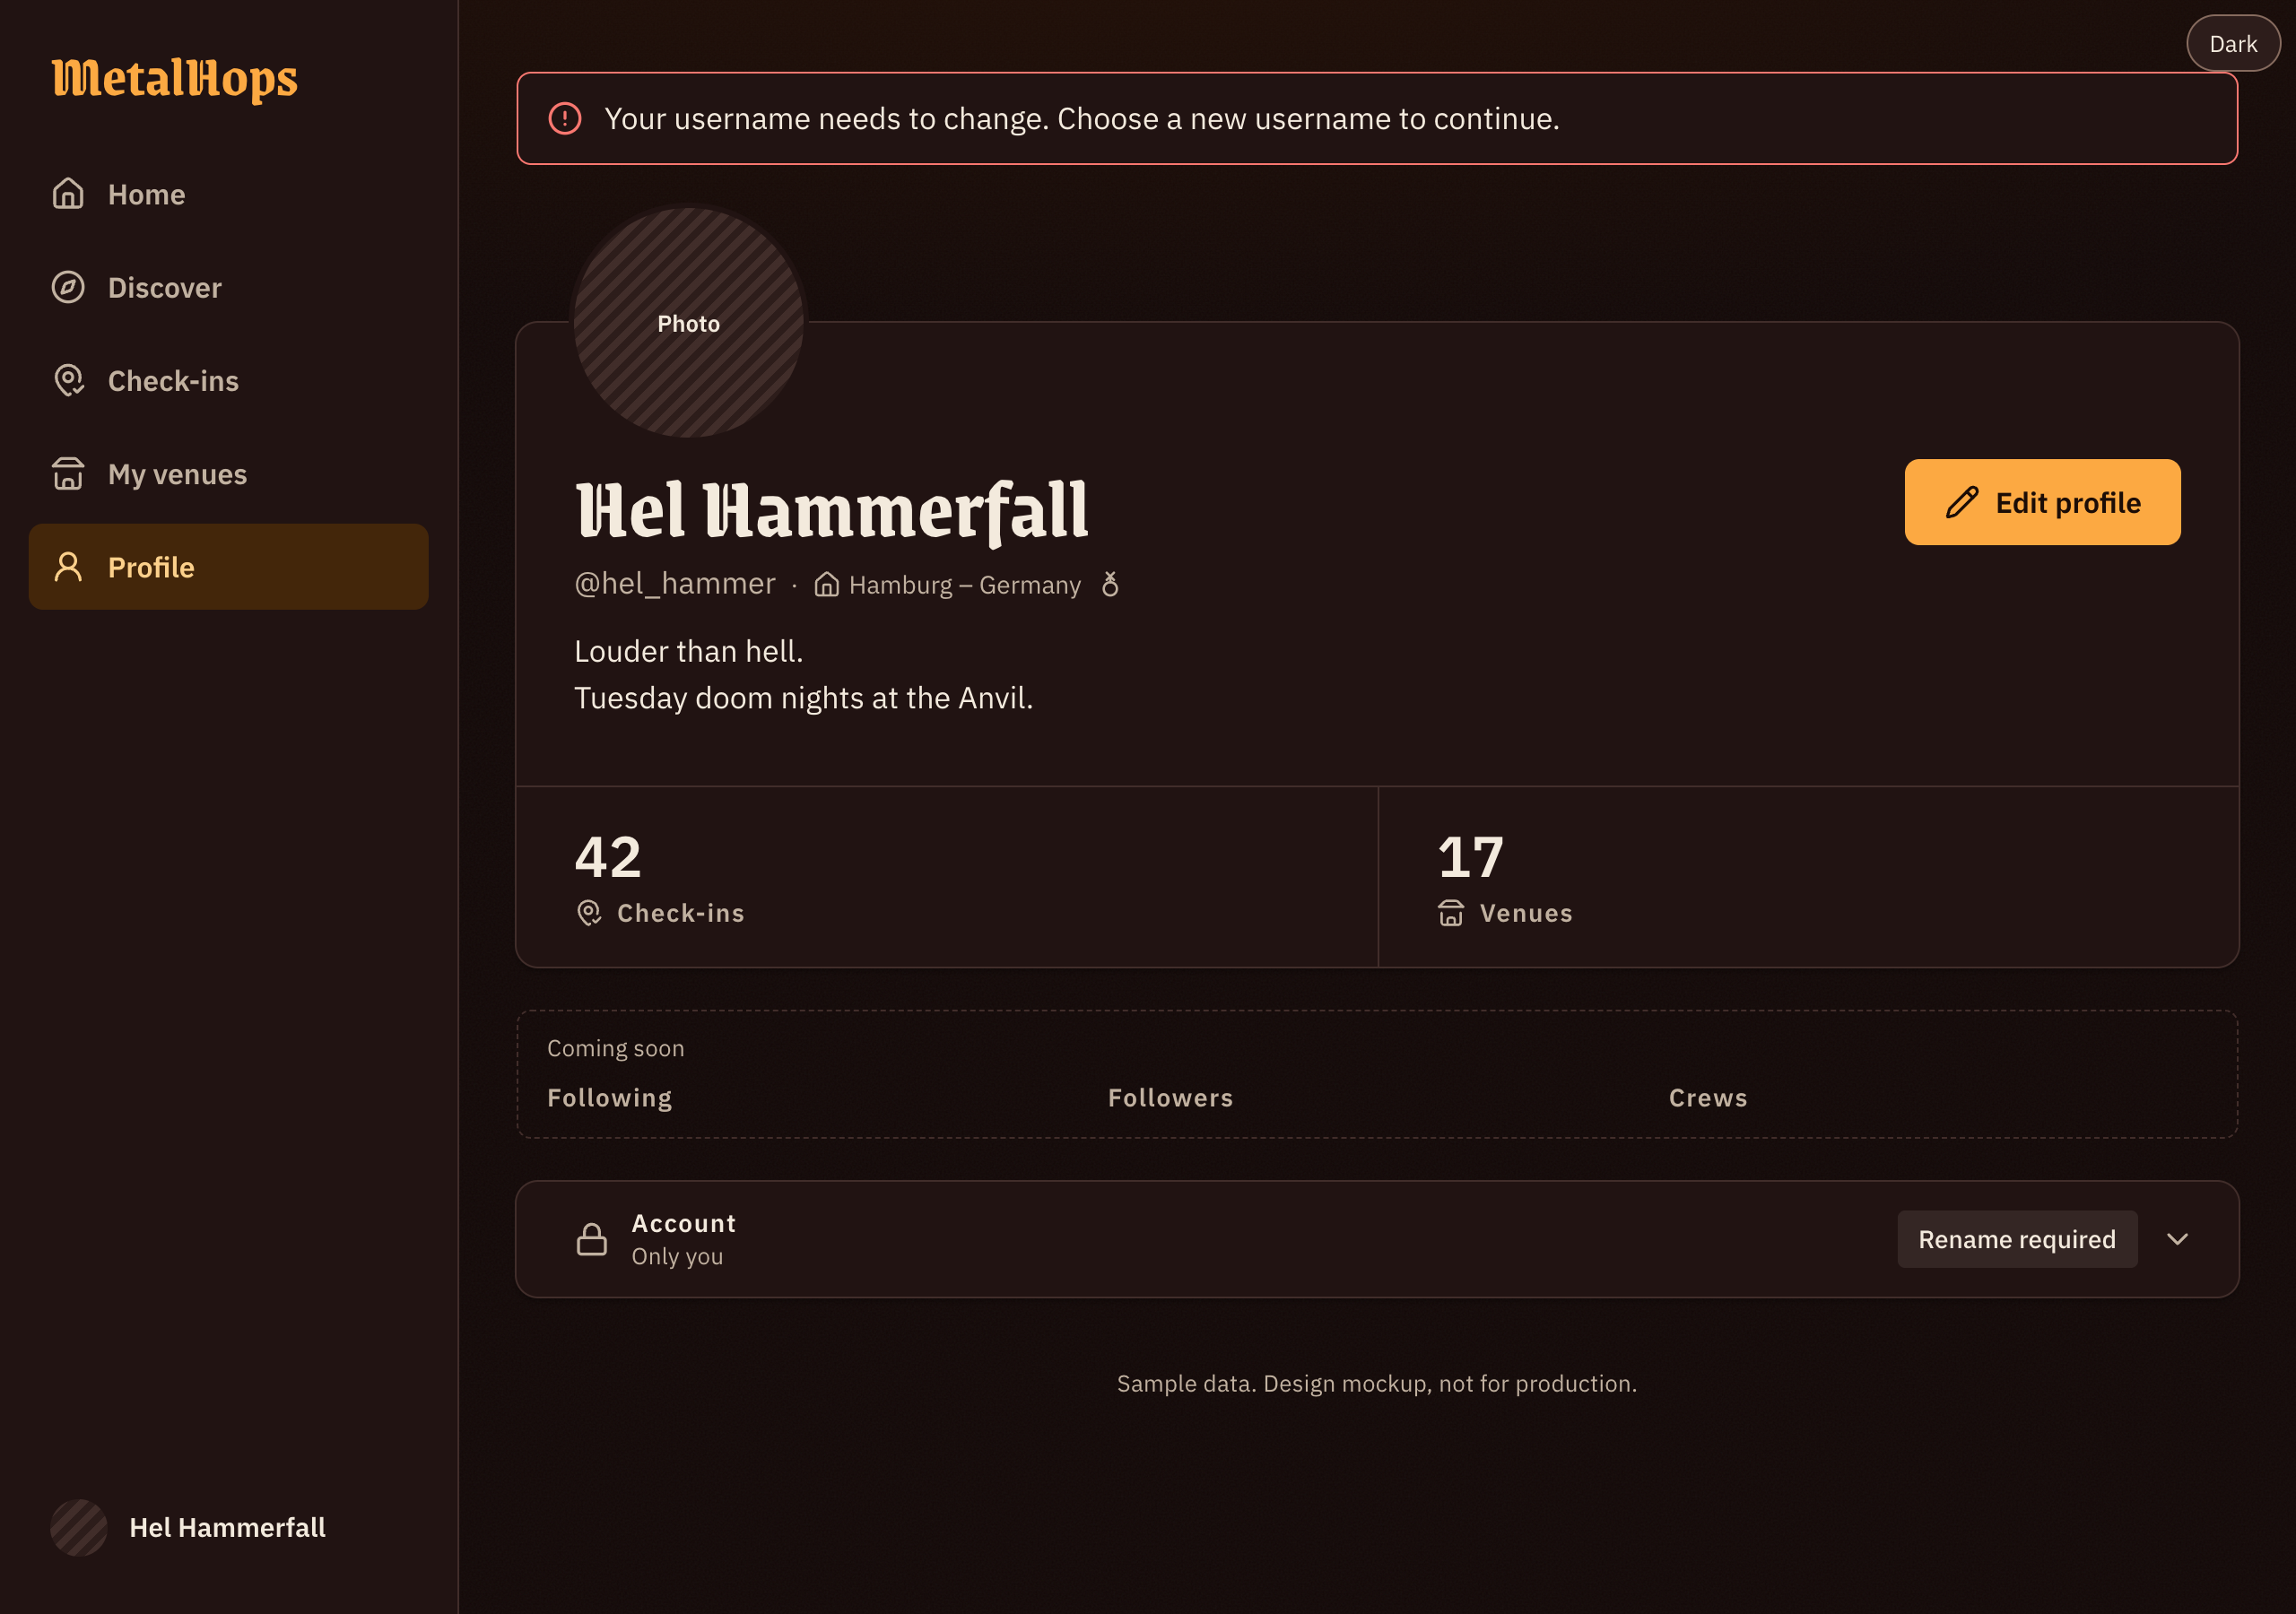 MetalHops
Home
Discover
Check-ins
My venues
Profile
Hel Hammerfall
Dark
Your username needs to change. Choose a new username to continue.
Photo
Hel Hammerfall
Edit profile
@hel_hammer · Hamburg – Germany
Louder than hell.
Tuesday doom nights at the Anvil.
42
Check-ins
17
Venues
Coming soon
Following
Followers
Crews
Account
Only you
Rename required
Sample data. Design mockup, not for production.